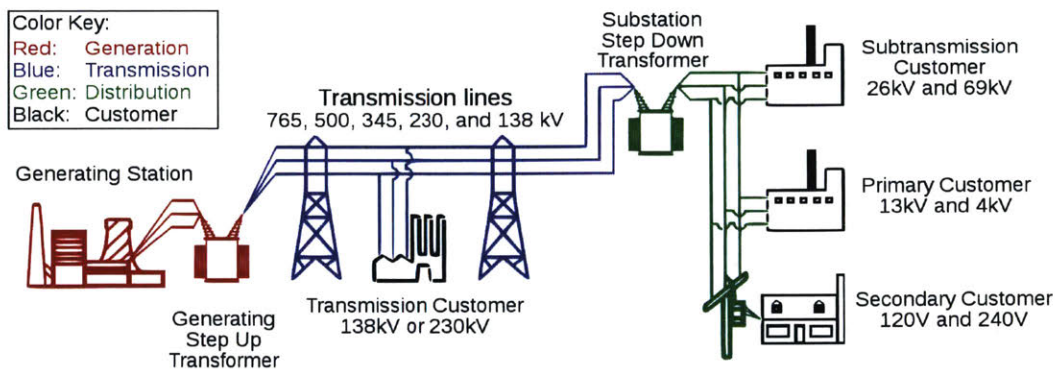 Color Key:
Red: Generation
Blue: Transmission
Green: Distribution
Black: Customer
Generating Station
Generating
Step Up
Transformer
Transmission lines
765, 500, 345, 230, and 138 kV
Transmission Customer
138kV or 230kV
Substation
Step Down
Transformer
Subtransmission
Customer
26kV and 69kV
Primary Customer
13kV and 4kV
Secondary Customer
120V and 240V